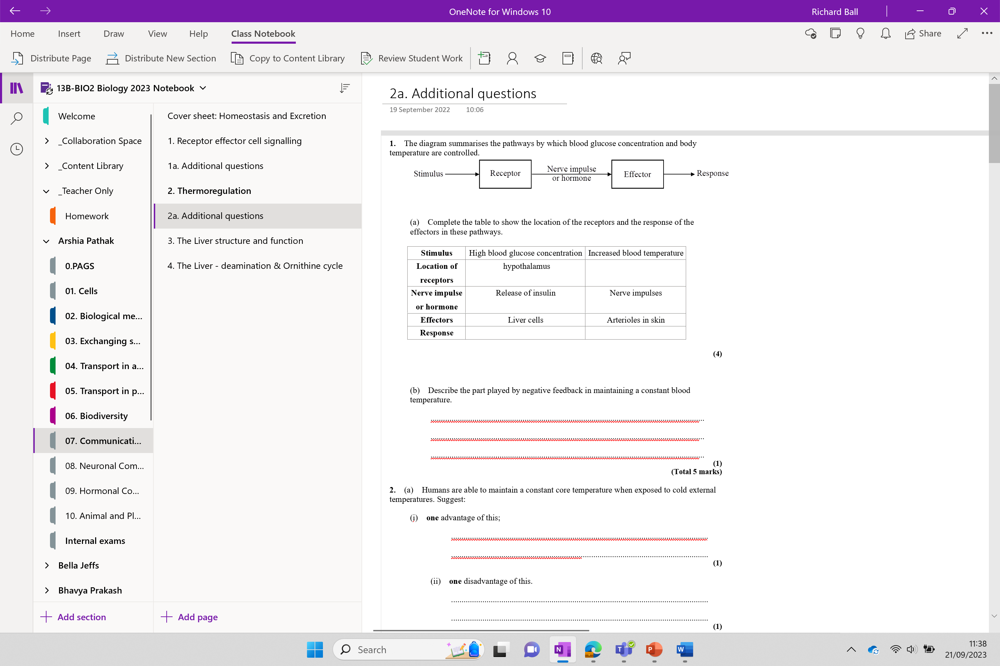 OneNote for Windows 10
Richard Ball
Home Insert Draw View Help Class Notebook
Share
Distribute Page Distribute New Section Copy to Content Library Review Student Work
13B-BIO2 Biology 2023 Notebook
Welcome
_Collaboration Space
_Content Library
_Teacher Only
Homework
Arshia Pathak
0.PAGS
01. Cells
02. Biological me...
03. Exchanging s...
04. Transport in a...
05. Transport in p...
06. Biodiversity
07. Communicati...
08. Neuronal Com...
09. Hormonal Co...
10. Animal and Pl...
Internal exams
Bella Jeffs
Bhavya Prakash
Add section
Cover sheet: Homeostasis and Excretion
1. Receptor effector cell signalling
1a. Additional questions
2. Thermoregulation
2a. Additional questions
3. The Liver structure and function
4. The Liver - deamination & Ornithine cycle
Add page
2a. Additional questions
19 September 2022 10:06
1. The diagram summarises the pathways by which blood glucose concentration and body
temperature are controlled.
Stimulus Receptor Nerve impulse or hormone Effector Response
(a) Complete the table to show the location of the receptors and the response of the
effectors in these pathways.
Stimulus High blood glucose concentration Increased blood temperature
Location of receptors hypothalamus
Nerve impulse or hormone Release of insulin Nerve impulses
Effectors Liver cells Arterioles in skin
Response
(4)
(b) Describe the part played by negative feedback in maintaining a constant blood
temperature.
(1)
(Total 5 marks)
2. (a) Humans are able to maintain a constant core temperature when exposed to cold external
temperatures. Suggest:
(i) one advantage of this;
(1)
(ii) one disadvantage of this.
(1)
Search
11:38
21/09/2023